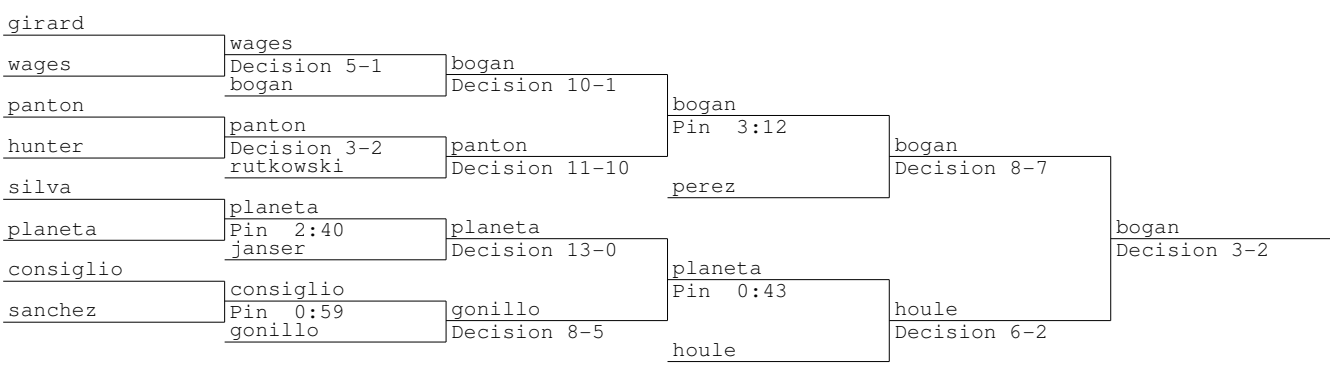 girard
wages
wages
Decision 5-1
bogan
bogan
Decision 10-1
panton
hunter
panton
Decision 3-2
rutkowski
panton
Decision 11-10
bogan
Pin 3:12
perez
bogan
Decision 8-7
silva
planeta
planeta
Pin 2:40
janser
planeta
Decision 13-0
consiglio
sanchez
consiglio
Pin 0:59
gonillo
gonillo
Decision 8-5
planeta
Pin 0:43
houle
houle
Decision 6-2
bogan
Decision 3-2